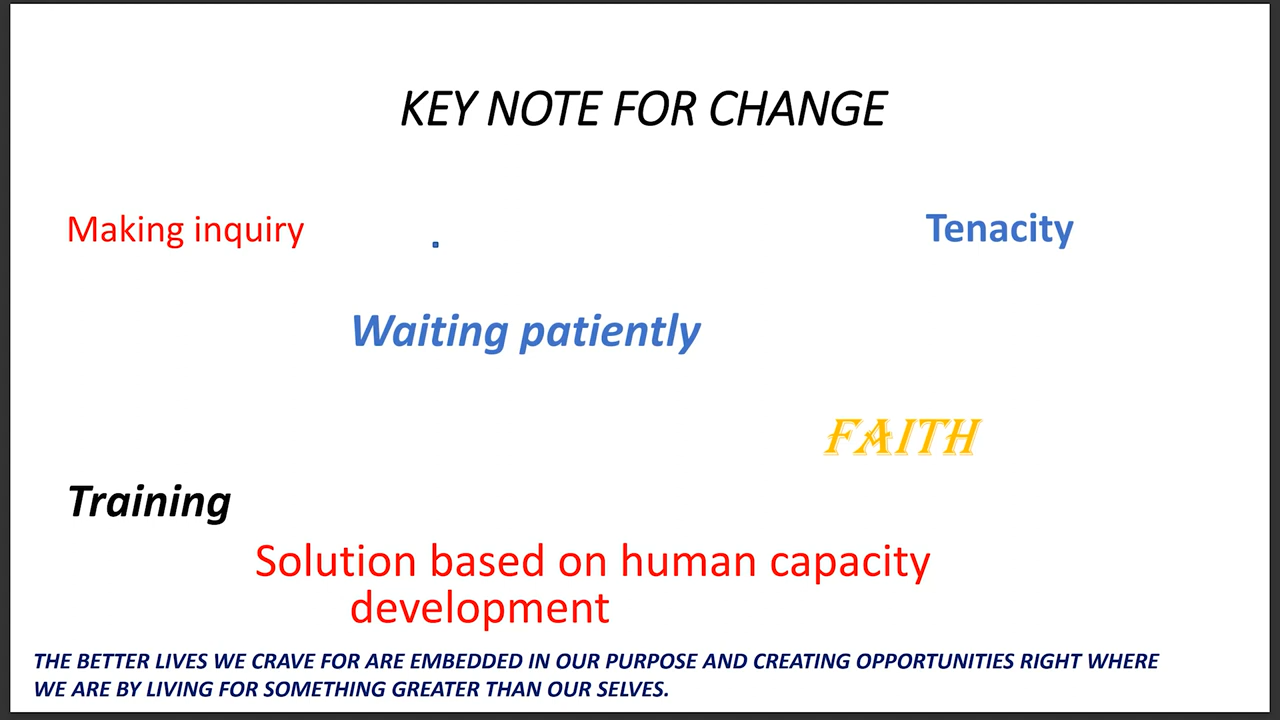 KEY NOTE FOR CHANGE
Making inquiry
Tenacity
Waiting patiently
FAITH
Training
Solution based on human capacity
development
THE BETTER LIVES WE CRAVE FOR ARE EMBEDDED IN OUR PURPOSE AND CREATING OPPORTUNITIES RIGHT WHERE
WE ARE BY LIVING FOR SOMETHING GREATER THAN OUR SELVES.